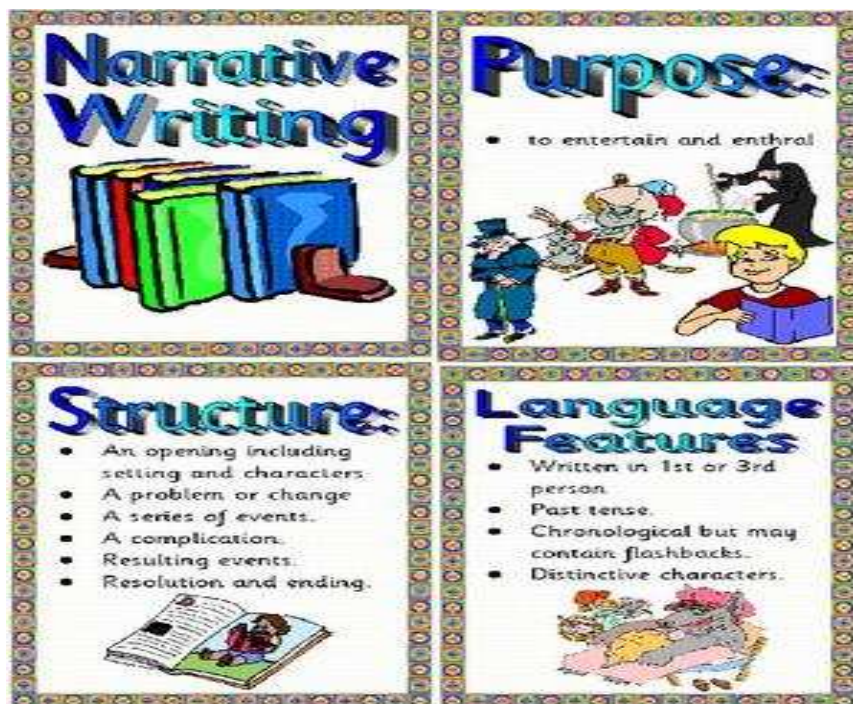 Narrative
Writing
Purpose:
• to entertain and enthral
Structure:
• An opening including
setting and characters
• A problem or change
• A series of events.
• A complication.
• Resulting events.
• Resolution and ending.
Language
Features
• Written in 1st or 3rd
person
• Past tense.
• Chronological but may
contain flashbacks.
• Distinctive characters.